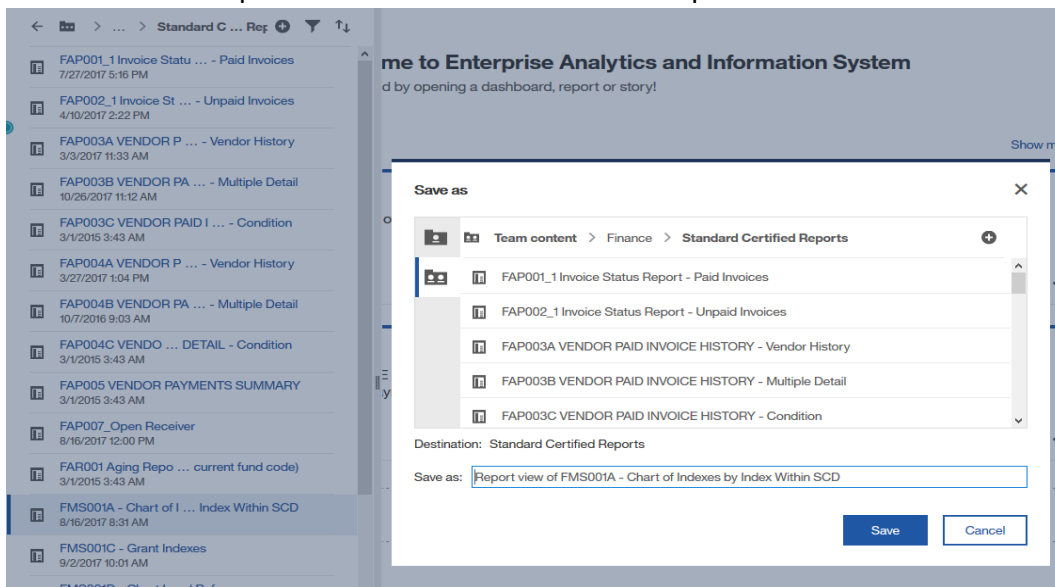 > ... > Standard C ... Rep
FAP001_1 Invoice Statu ... - Paid Invoices
7/27/2017 5:16 PM
FAP002_1 Invoice St ... - Unpaid Invoices
4/10/2017 2:22 PM
FAP003A VENDOR P ... - Vendor History
3/3/2017 11:33 AM
FAP003B VENDOR PA ... - Multiple Detail
10/26/2017 11:12 AM
FAP003C VENDOR PAID I ... - Condition
3/1/2015 3:43 AM
FAP004A VENDOR P ... - Vendor History
3/27/2017 1:04 PM
FAP004B VENDOR PA ... - Multiple Detail
10/7/2016 9:03 AM
FAP004C VENDO ... DETAIL - Condition
3/1/2015 3:43 AM
FAP005 VENDOR PAYMENTS SUMMARY
3/1/2015 3:43 AM
FAP007_Open Receiver
8/16/2017 12:00 PM
FAR001 Aging Repo ... current fund code)
3/1/2015 3:43 AM
FMS001A - Chart of I ... Index Within SCD
8/16/2017 8:31 AM
FMS001C - Grant Indexes
9/2/2017 10:01 AM
me to Enterprise Analytics and Information System
d by opening a dashboard, report or story!
Show m
Save as
Team content > Finance > Standard Certified Reports
FAP001_1 Invoice Status Report - Paid Invoices
FAP002_1 Invoice Status Report - Unpaid Invoices
FAP003A VENDOR PAID INVOICE HISTORY - Vendor History
FAP003B VENDOR PAID INVOICE HISTORY - Multiple Detail
FAP003C VENDOR PAID INVOICE HISTORY - Condition
Destination: Standard Certified Reports
Save as: Report view of FMS001A - Chart of Indexes by Index Within SCD
Save Cancel